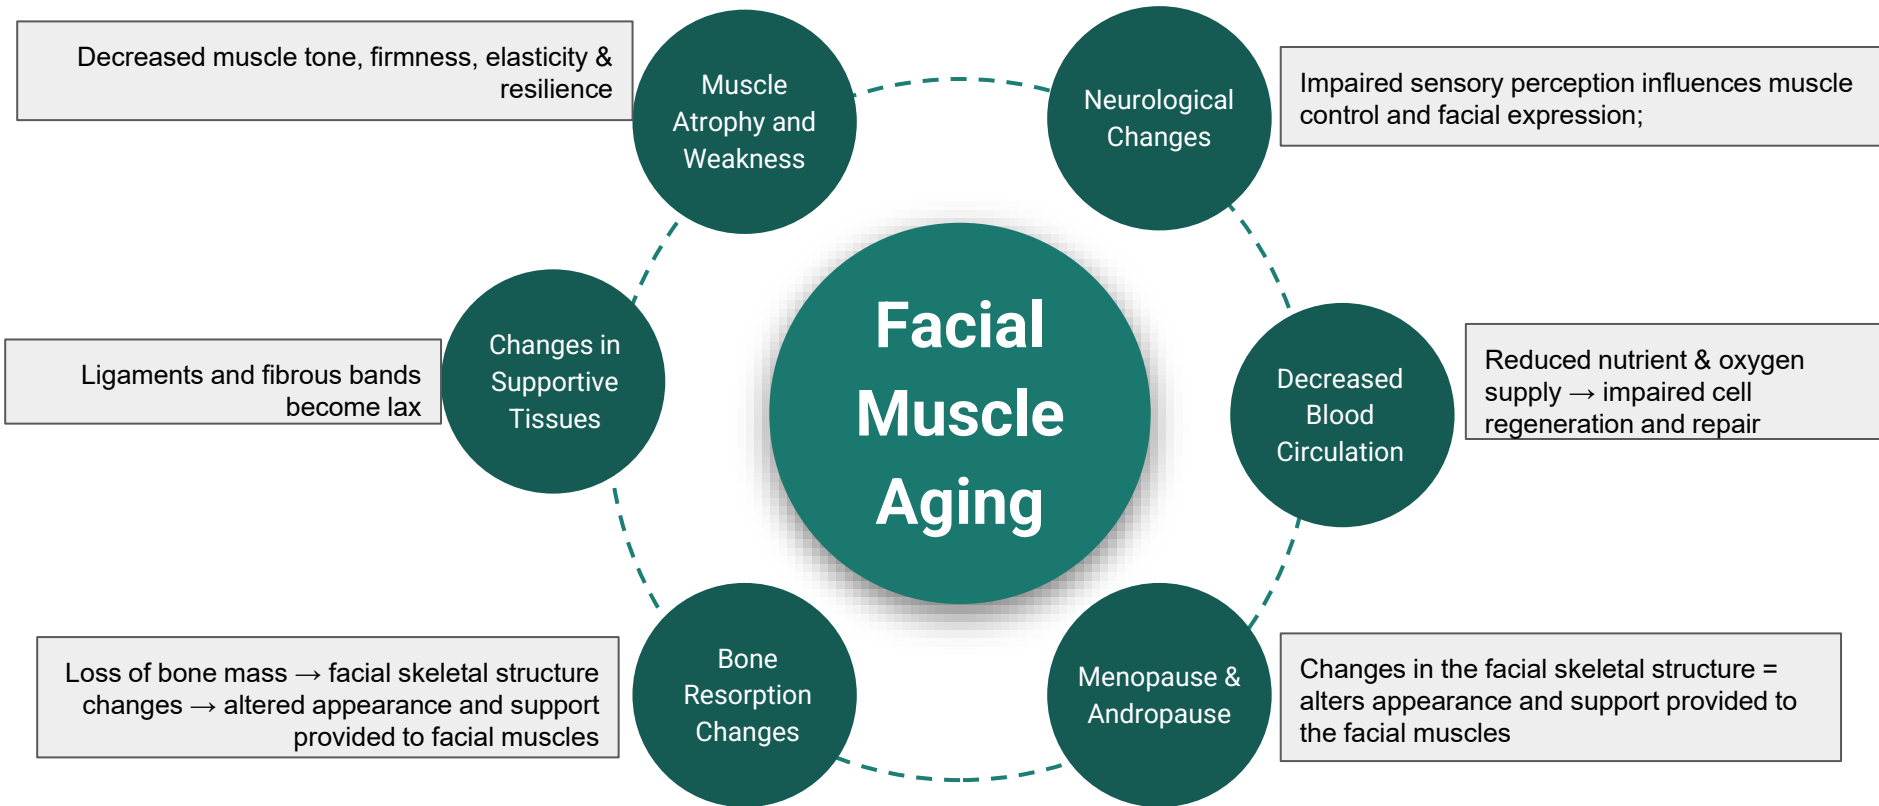 Decreased muscle tone, firmness, elasticity &
resilience
Muscle
Atrophy and
Weakness
Neurological
Changes
Impaired sensory perception influences muscle
control and facial expression;
Changes in
Supportive
Tissues
Ligaments and fibrous bands
become lax
Facial
Muscle
Aging
Decreased
Blood
Circulation
Reduced nutrient & oxygen
supply → impaired cell
regeneration and repair
Loss of bone mass → facial skeletal structure
changes → altered appearance and support
provided to facial muscles
Bone
Resorption
Changes
Menopause &
Andropause
Changes in the facial skeletal structure =
alters appearance and support provided to
the facial muscles